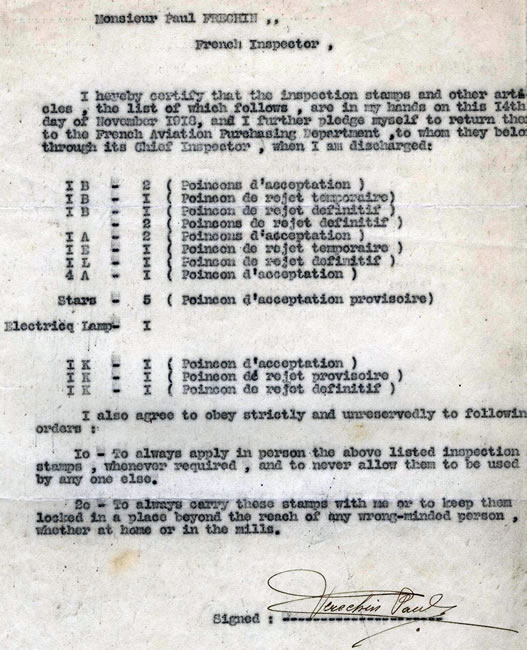 Monsieur Paul FRECHIN ,,
French Inspector ,
I hereby certify that the inspection stamps and other arti
cles , the list of which follows , are in my hands on this 14th
day of November 1918, and I further pledge myself to return them
to the French Aviation Purchasing Department ,to whom they belon
through its Chief Inspector , when I am discharged:
I B - 2 ( Poincons d'acceptation )
I B - I ( Poincon de rejet temporaire)
I B - I ( Poincon de rejet definitif )
- 2 ( Poincons de rejet definitif )
I A - 2 ( Poincons d'acceptation )
I E - I ( Poincon de rejet temporaire )
I L - I ( Poincon de rejet definitif )
4 A - I ( Poincon d'acceptation )
Stars - 5 ( Poincon d'acceptation provisoire)
Electricq Lamp- I
I K - I ( Poincon d'acceptation )
I K - I ( Poincon de rejet provisoire )
I K - I ( Poincon de rejet definitif )
I also agree to obey strictly and unreservedly to followin
orders :
Io - To always apply in person the above listed inspection
stamps , whenever required , and to never allow them to be used
by any one else.
2o - To always carry these stamps with me or to keep them
locked in a place beyond the reach of any wrong-minded person ,
whether at home or in the mills.
Signed : Paul